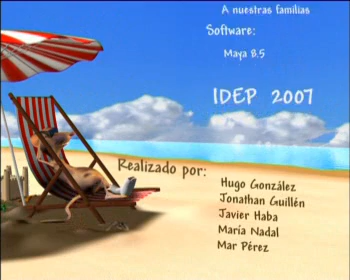 A nuestras familias
Software:
Maya 8.5
IDEP 2007
Realizado por:
Hugo González
Jonathan Guillén
Javier Haba
María Nadal
Mar Pérez